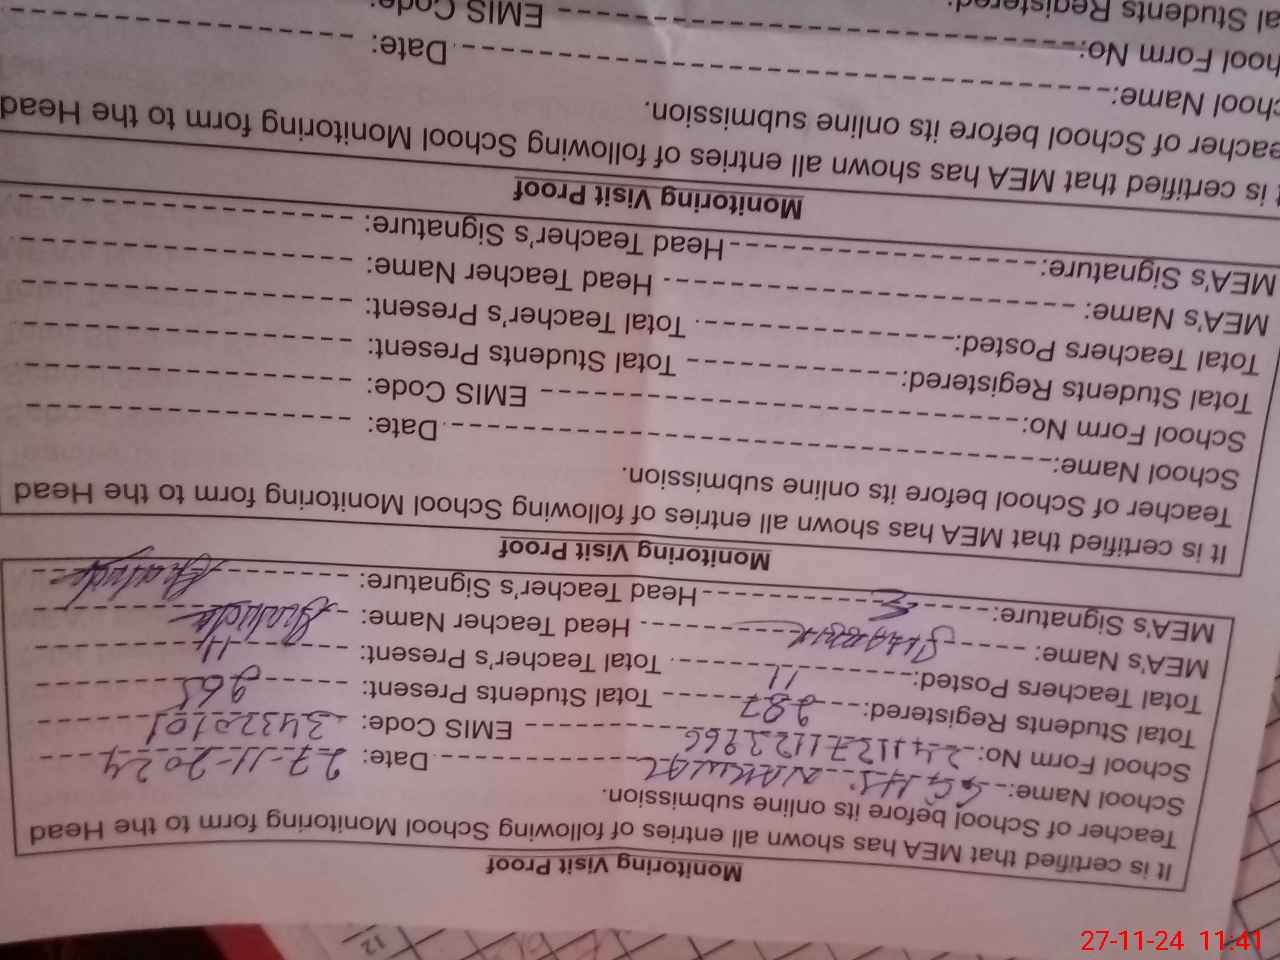 Monitoring Visit Proof
It is certified that MEA has shown all entries of following School Monitoring form to the Head
Teacher of School before its online submission.
School Name: G.G.H.S. Date: 27-11-2024
School Form No: EMIS Code: 34320101
Total Students Registered: 287 Total Students Present: 265
Total Teachers Posted: 11 Total Teacher's Present: 11
MEA's Name: Head Teacher Name:
MEA's Signature: Head Teacher's Signature:
Monitoring Visit Proof
It is certified that MEA has shown all entries of following School Monitoring form to the Head
Teacher of School before its online submission.
School Name: Date:
School Form No: EMIS Code:
Total Students Registered: Total Students Present:
Total Teachers Posted: Total Teacher's Present:
MEA's Name: Head Teacher Name:
MEA's Signature: Head Teacher's Signature:
Monitoring Visit Proof
t is certified that MEA has shown all entries of following School Monitoring form to the Head
eacher of School before its online submission.
chool Name: Date:
hool Form No: EMIS Code:
al Students Registered:
12
27-11-24 11:41